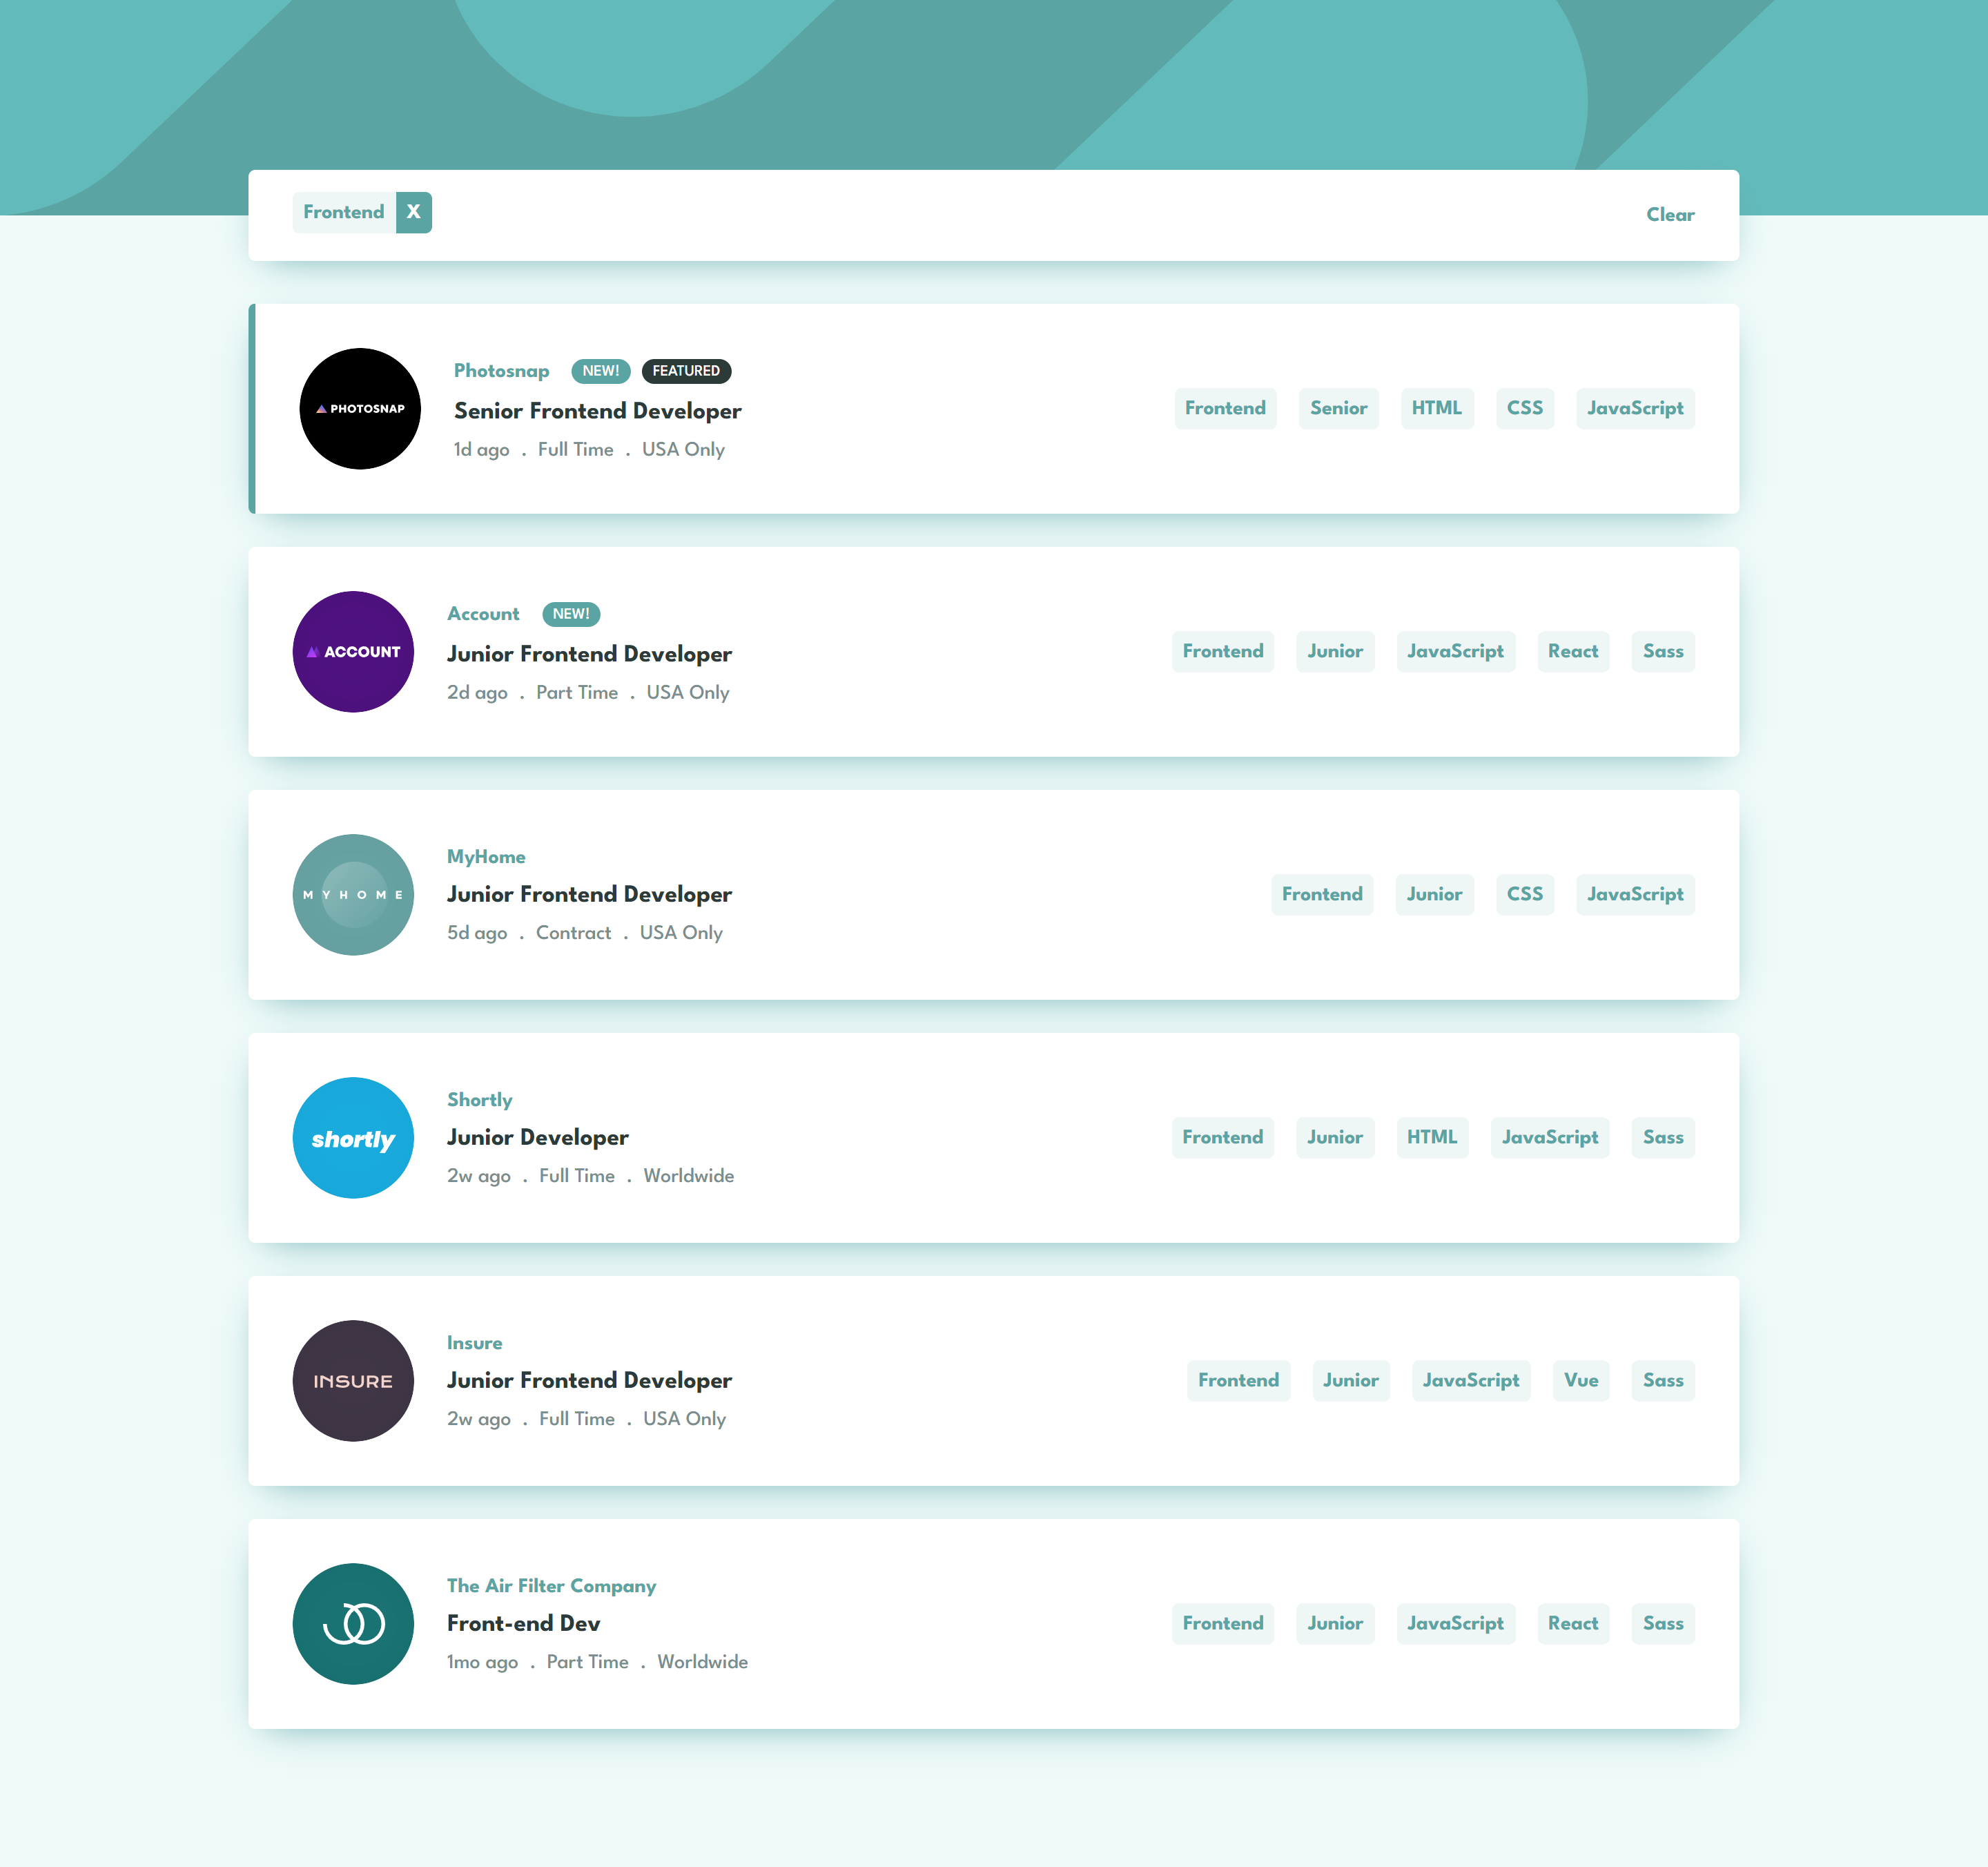 Frontend X Clear
PHOTOSNAP
Photosnap NEW! FEATURED
Senior Frontend Developer
1d ago . Full Time . USA Only
Frontend Senior HTML CSS JavaScript
ACCOUNT
Account NEW!
Junior Frontend Developer
2d ago . Part Time . USA Only
Frontend Junior JavaScript React Sass
MYHOME
MyHome
Junior Frontend Developer
5d ago . Contract . USA Only
Frontend Junior CSS JavaScript
shortly
Shortly
Junior Developer
2w ago . Full Time . Worldwide
Frontend Junior HTML JavaScript Sass
INSURE
Insure
Junior Frontend Developer
2w ago . Full Time . USA Only
Frontend Junior JavaScript Vue Sass
The Air Filter Company
Front-end Dev
1mo ago . Part Time . Worldwide
Frontend Junior JavaScript React Sass